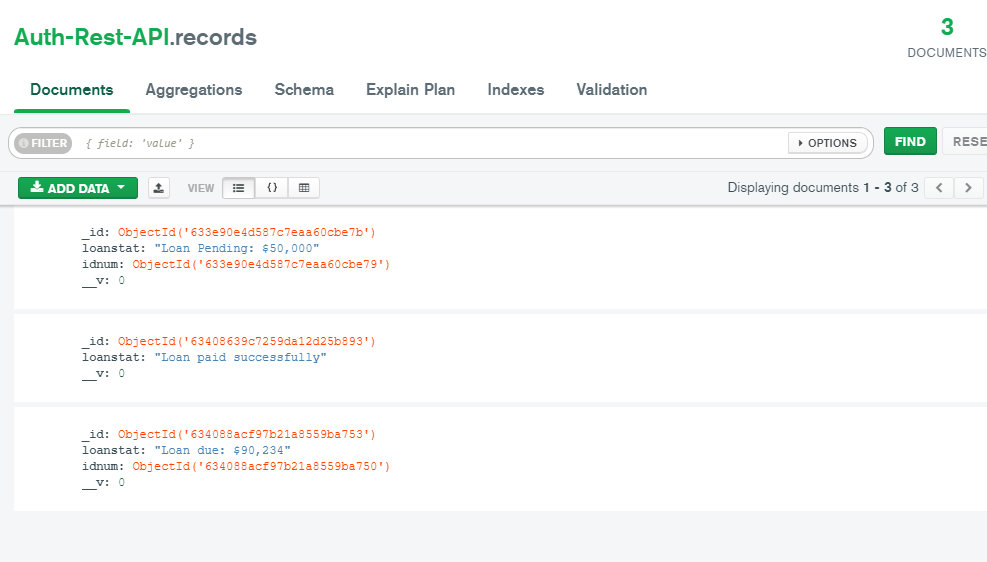 Auth-Rest-API.records
3
DOCUMENTS
Documents Aggregations Schema Explain Plan Indexes Validation
FILTER { field: 'value' } OPTIONS FIND RESE
ADD DATA VIEW {} Displaying documents 1 - 3 of 3
_id: ObjectId('633e90e4d587c7eaa60cbe7b')
loanstat: "Loan Pending: $50,000"
idnum: ObjectId('633e90e4d587c7eaa60cbe79')
__v: 0
_id: ObjectId('63408639c7259da12d25b893')
loanstat: "Loan paid successfully"
__v: 0
_id: ObjectId('634088acf97b21a8559ba753')
loanstat: "Loan due: $90,234"
idnum: ObjectId('634088acf97b21a8559ba750')
__v: 0